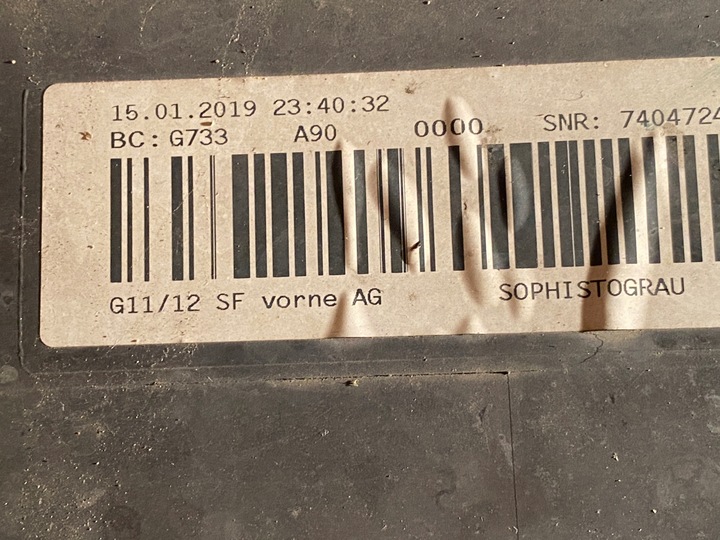 15.01.2019 23:40:32
BC: G733 A90 0000 SNR: 7404724
G11/12 SF vorne AG SOPHISTOGRAU